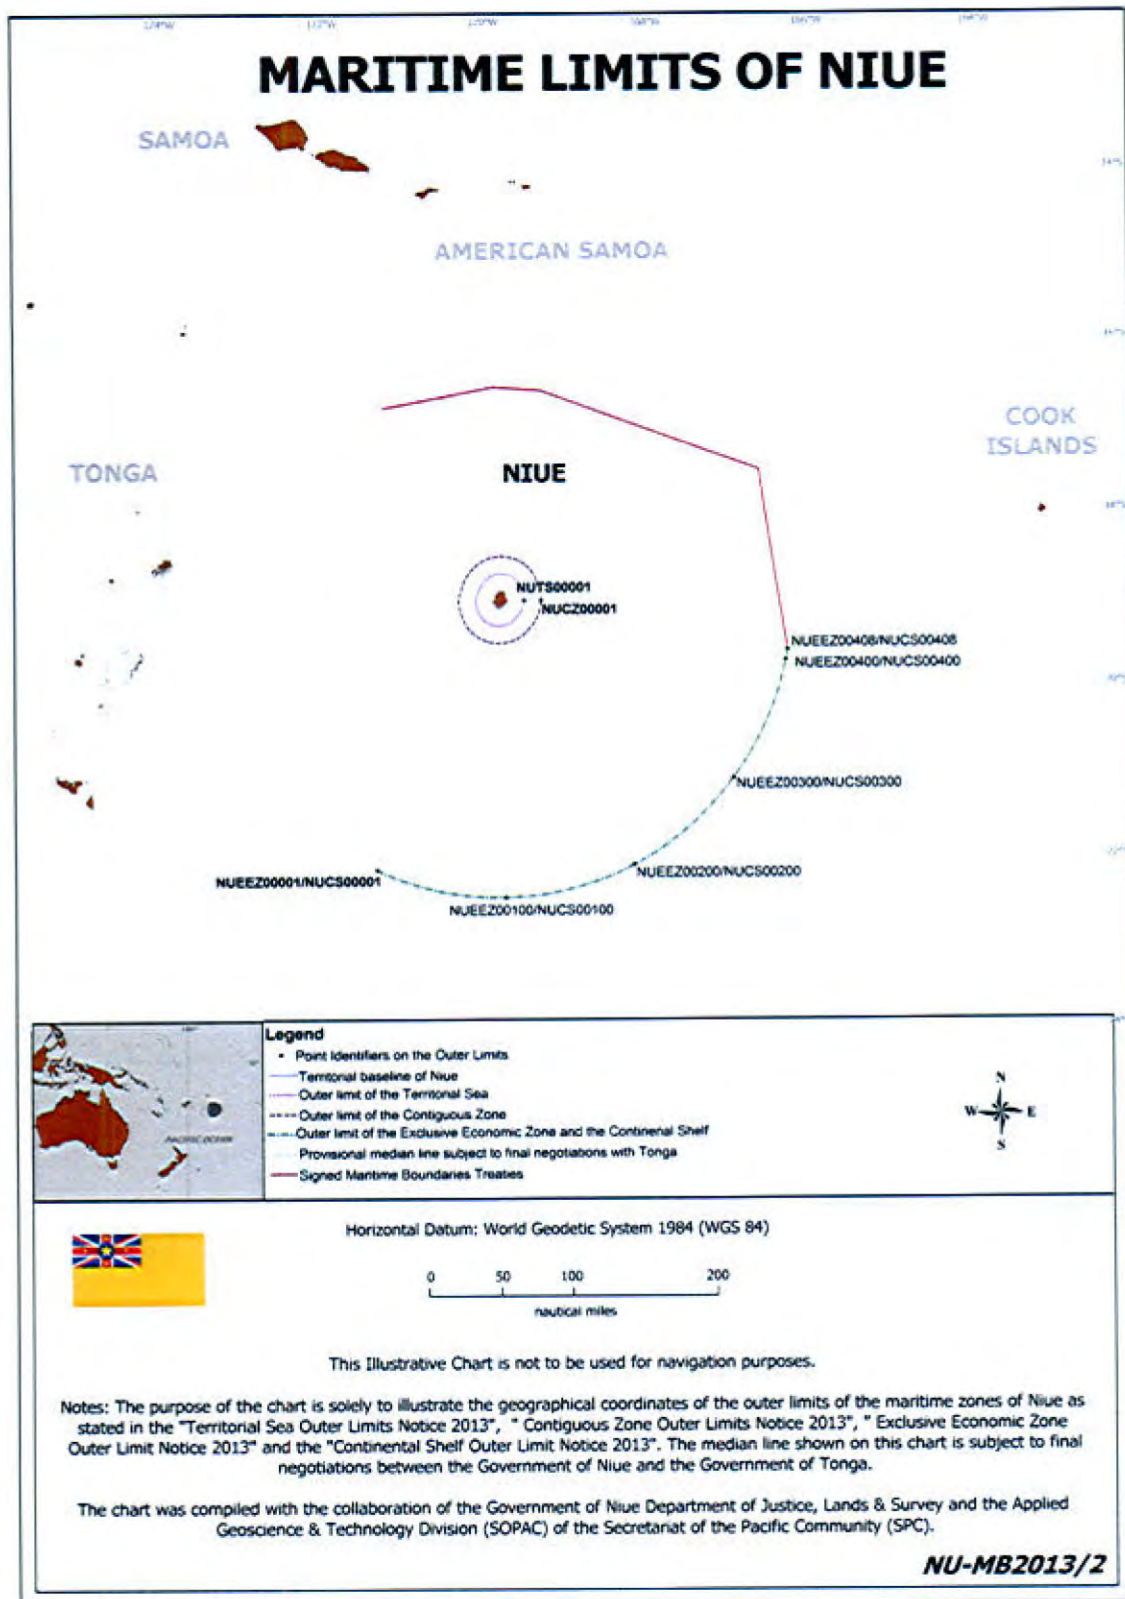 172°W
MARITIME LIMITS OF NIUE
SAMOA
AMERICAN SAMOA
COOK
ISLANDS
TONGA
NIUE
NUTS00001
NUCZ00001
NUEEZ00408/NUCS00408
NUEEZ00400/NUCS00400
NUEEZ00300/NUCS00300
NUEEZ00200/NUCS00200
NUEEZ00001/NUCS00001
NUEEZ00100/NUCS00100
PACIFIC OCEAN
Legend
Point Identifiers on the Outer Limits
Territorial baseline of Niue
Outer limit of the Territorial Sea
Outer limit of the Contiguous Zone
Outer limit of the Exclusive Economic Zone and the Continenal Shelf
Provisional median line subject to final negotiations with Tonga
Signed Maritime Boundaries Treaties
N
W E
S
Horizontal Datum: World Geodetic System 1984 (WGS 84)
0 50 100 200
nautical miles
This Illustrative Chart is not to be used for navigation purposes.
Notes: The purpose of the chart is solely to illustrate the geographical coordinates of the outer limits of the maritime zones of Niue as
stated in the "Territorial Sea Outer Limits Notice 2013", " Contiguous Zone Outer Limits Notice 2013", " Exclusive Economic Zone
Outer Limit Notice 2013" and the "Continental Shelf Outer Limit Notice 2013". The median line shown on this chart is subject to final
negotiations between the Government of Niue and the Government of Tonga.
The chart was compiled with the collaboration of the Government of Niue Department of Justice, Lands & Survey and the Applied
Geoscience & Technology Division (SOPAC) of the Secretariat of the Pacific Community (SPC).
NU-MB2013/2